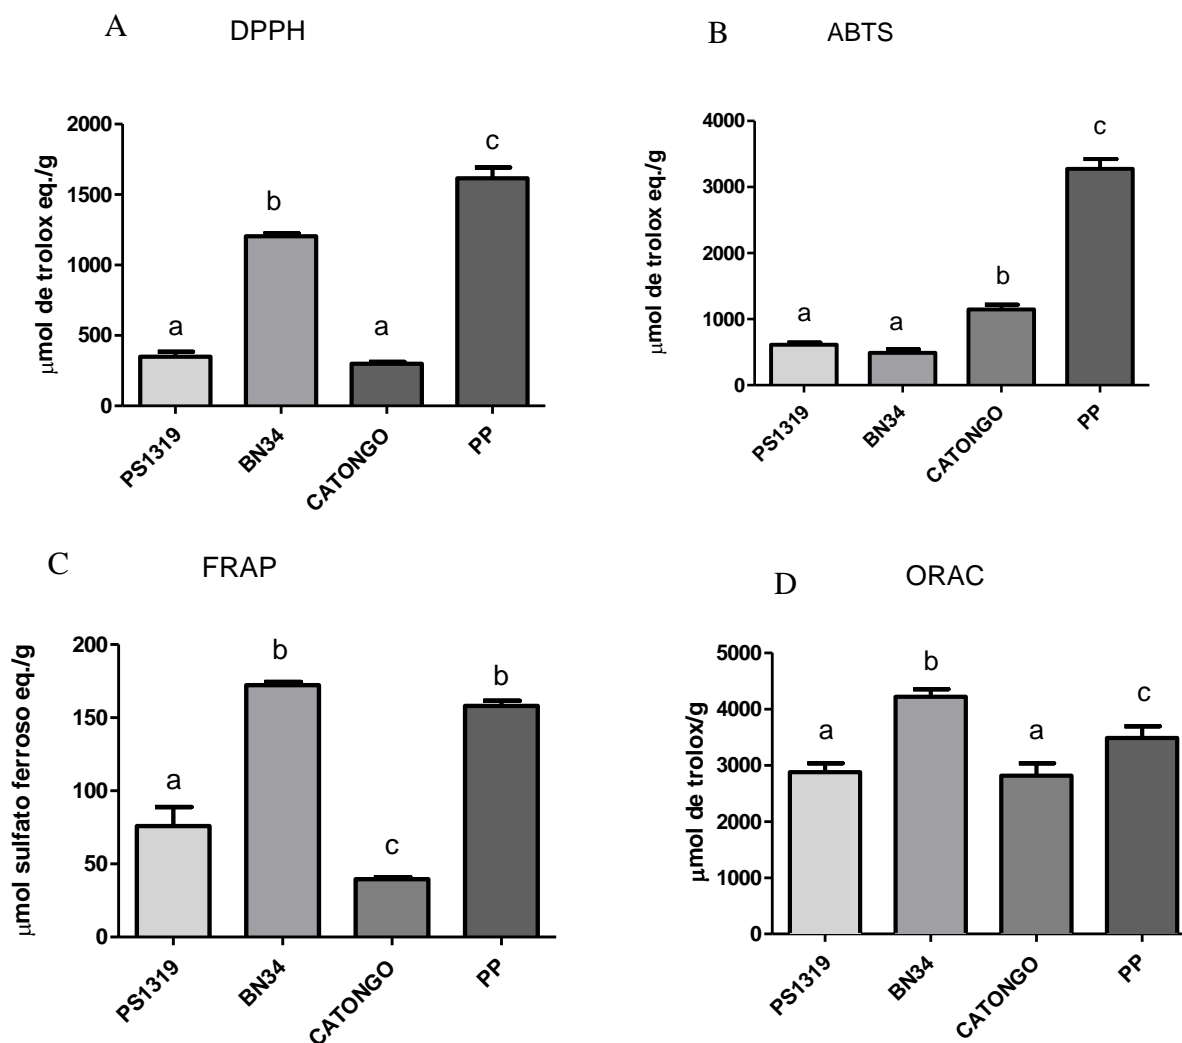 A
DPPH
µmol de trolox eq./g
2000
1500
1000
500
0
a
b
a
c
PS1319
BN34
CATONGO
PP
B
ABTS
µmol de trolox eq./g
4000
3000
2000
1000
0
a
a
b
c
PS1319
BN34
CATONGO
PP
C
FRAP
µmol sulfato ferroso eq./g
200
150
100
50
0
a
b
c
b
PS1319
BN34
CATONGO
PP
D
ORAC
µmol de trolox/g
5000
4000
3000
2000
1000
0
a
b
a
c
PS1319
BN34
CATONGO
PP